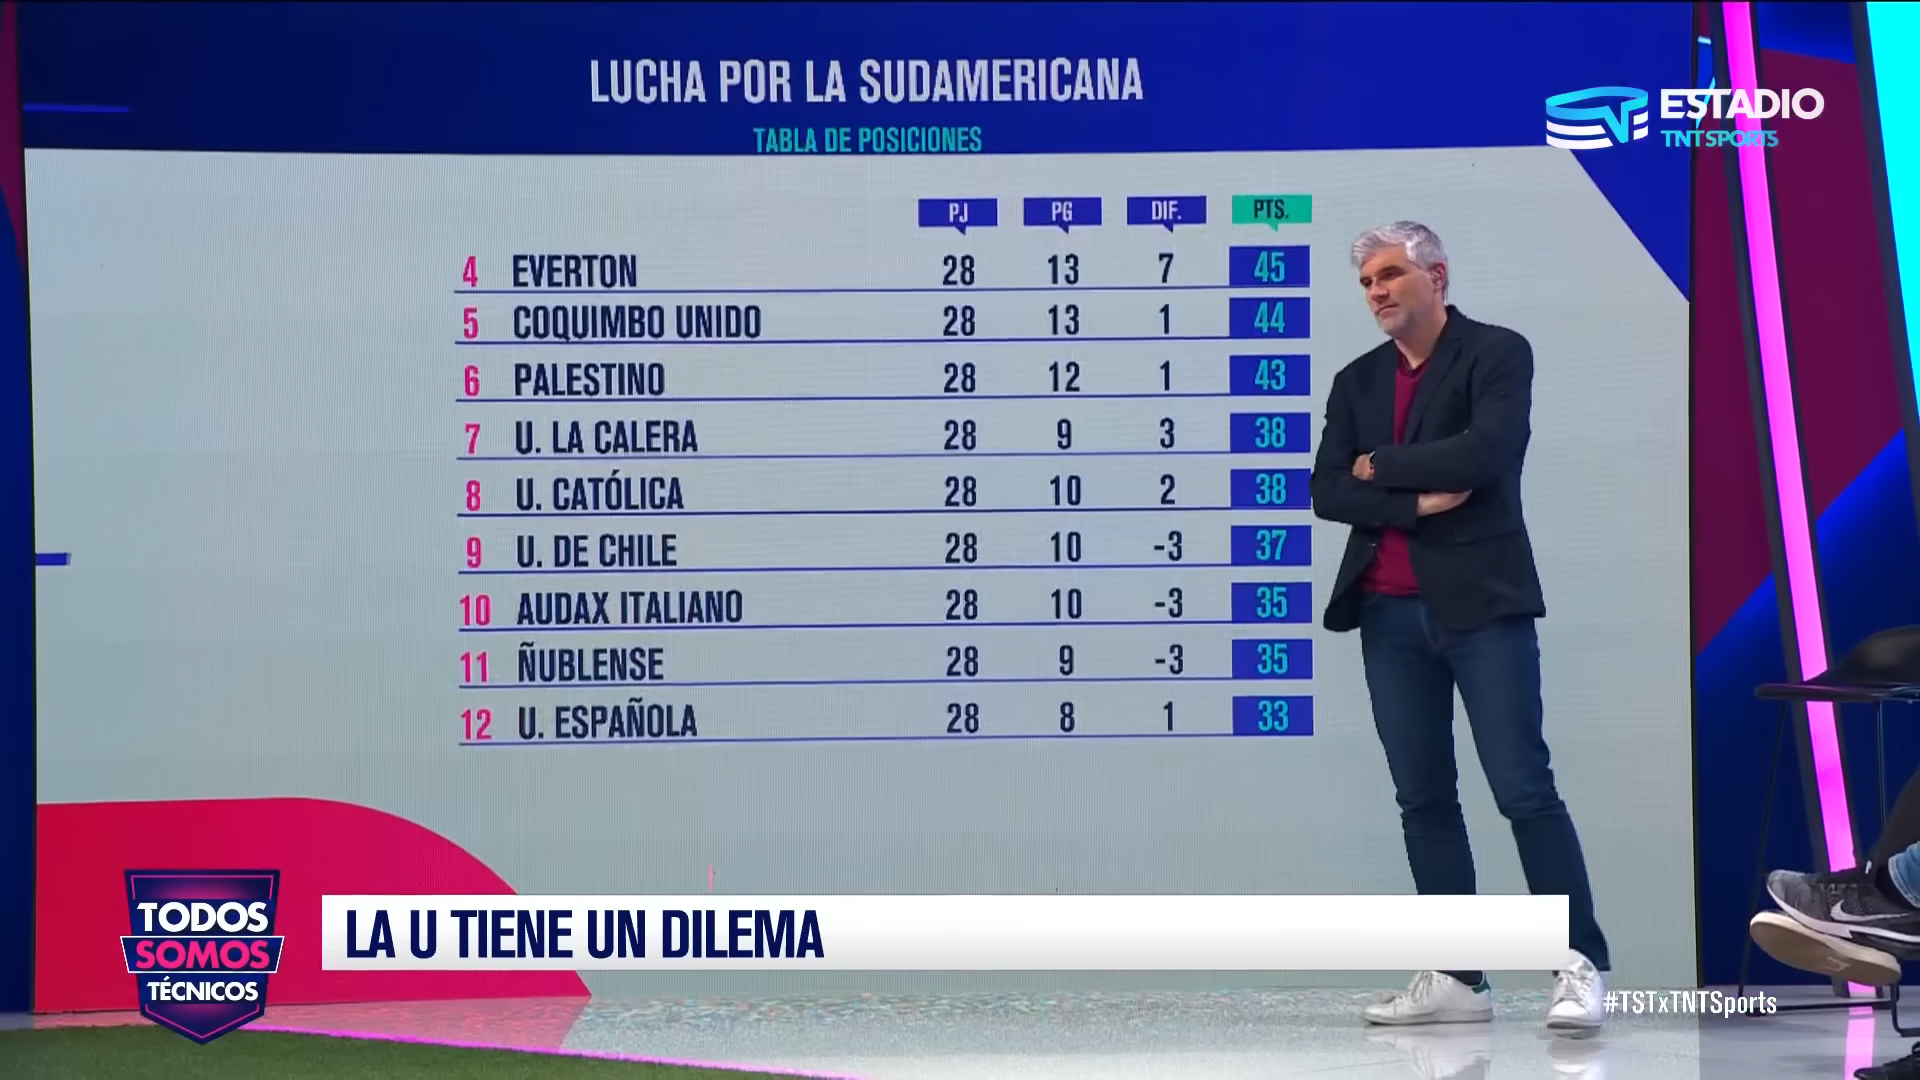 LUCHA POR LA SUDAMERICANA
TABLA DE POSICIONES
ESTADIO
TNT SPORTS
PJ PG DIF. PTS.
4 EVERTON 28 13 7 45
5 COQUIMBO UNIDO 28 13 1 44
6 PALESTINO 28 12 1 43
7 U. LA CALERA 28 9 3 38
8 U. CATÓLICA 28 10 2 38
9 U. DE CHILE 28 10 -3 37
10 AUDAX ITALIANO 28 10 -3 35
11 ÑUBLENSE 28 9 -3 35
12 U. ESPAÑOLA 28 8 1 33
TODOS
SOMOS
TÉCNICOS
LA U TIENE UN DILEMA
#TSTxTNTSports